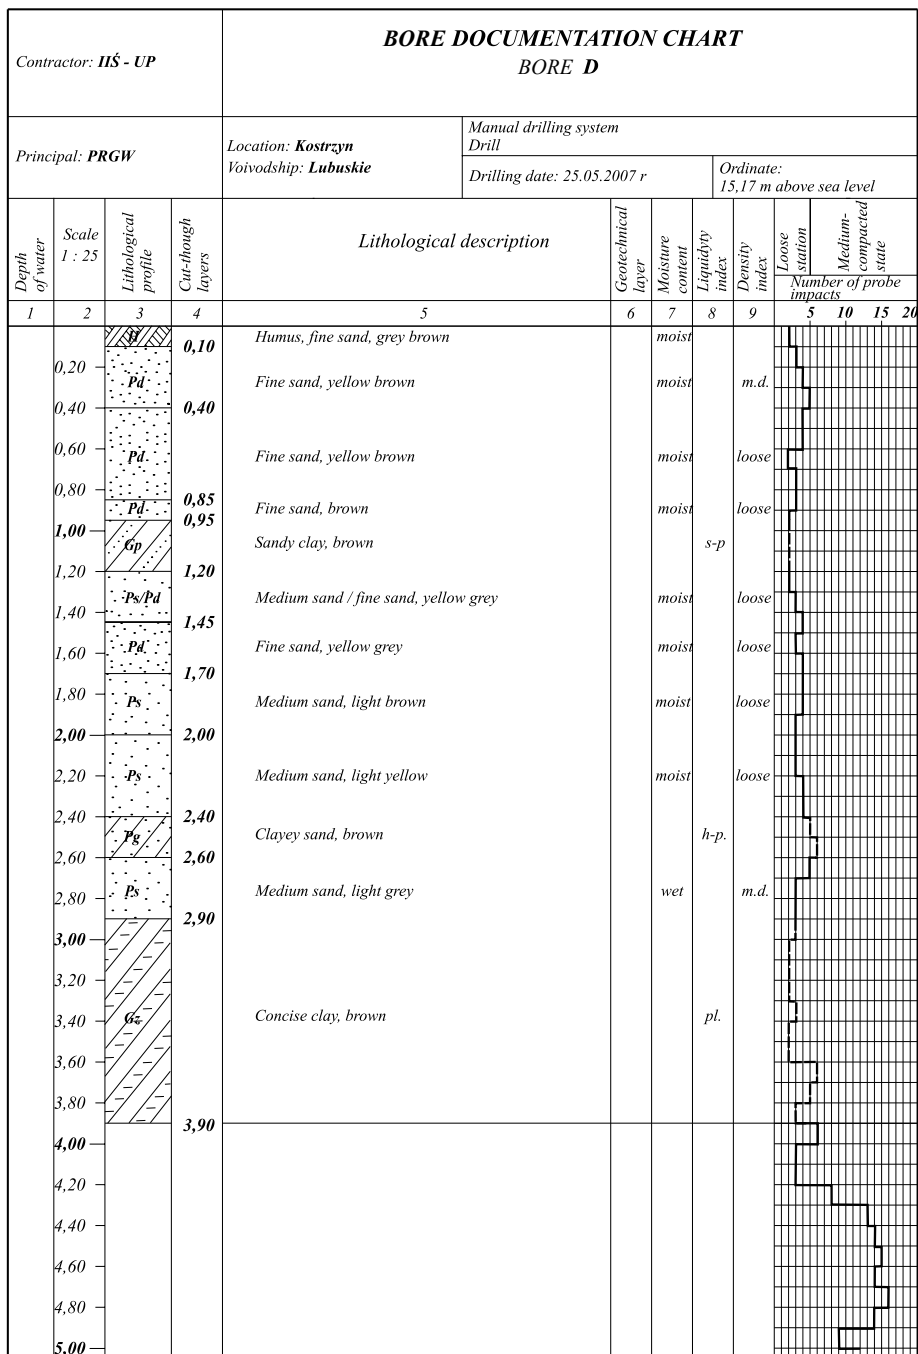 BORE DOCUMENTATION CHART
BORE D
Contractor: IIŚ - UP
Principal: PRGW
Location: Kostrzyn
Voivodship: Lubuskie
Manual drilling system
Drill
Drilling date: 25.05.2007 r
Ordinate:
15,17 m above sea level
Depth
of water
Scale
1 : 25
Lithological
profile
Cut-though
layers
Lithological description
Geotechnical
layer
Moisture
content
Liquidyty
index
Density
index
Loose
station
Medium-
compacted
state
Number of probe
impacts
1 2 3 4 5 6 7 8 9 5 10 15 20
H Humus, fine sand, grey brown moist
0,10
0,20
Pd Fine sand, yellow brown moist m.d.
0,40 0,40
0,60 Pd Fine sand, yellow brown moist loose
0,80
0,85
Pd Fine sand, brown moist loose
0,95
1,00
Gp Sandy clay, brown s-p
1,20 1,20
Ps/Pd Medium sand / fine sand, yellow grey moist loose
1,40
1,45
1,60 Pd Fine sand, yellow grey moist loose
1,70
1,80 Ps Medium sand, light brown moist loose
2,00 2,00
2,20 Ps Medium sand, light yellow moist loose
2,40 2,40
Pg Clayey sand, brown h-p.
2,60 2,60
2,80 Ps Medium sand, light grey wet m.d.
2,90
3,00
3,20
3,40 Gz Concise clay, brown pl.
3,60
3,80
3,90
4,00
4,20
4,40
4,60
4,80
5,00